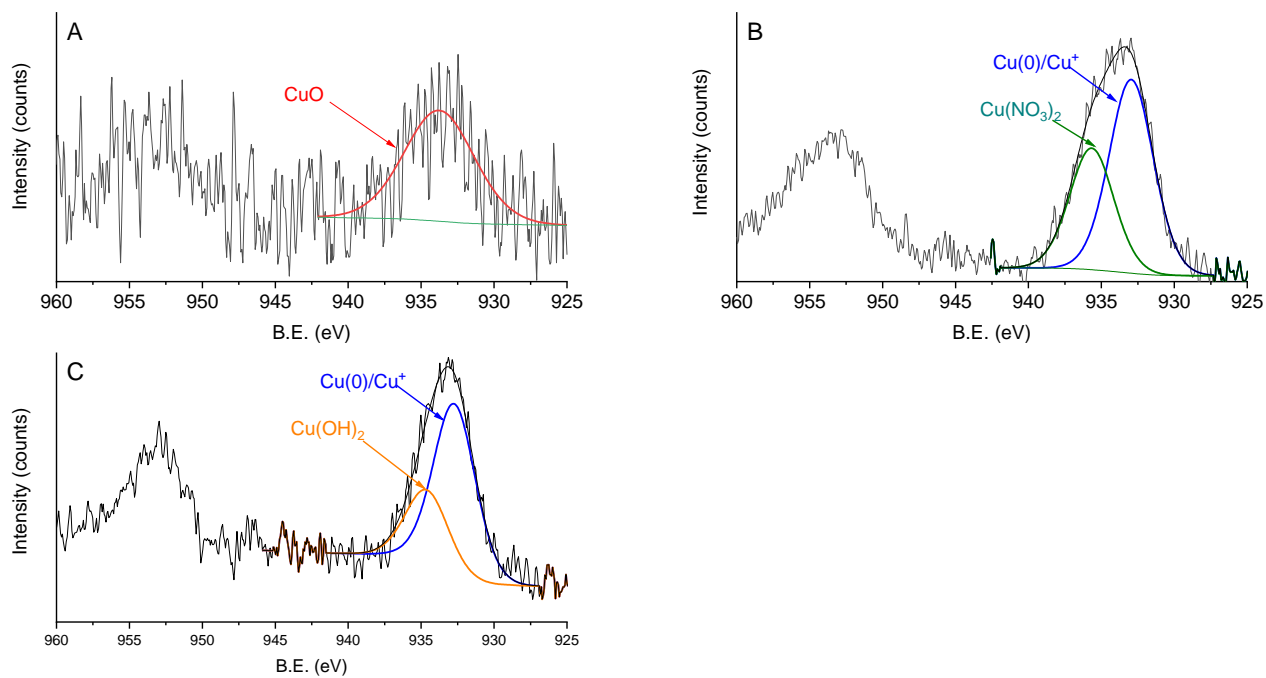 A
CuO
Intensity (counts)
960 955 950 945 940 935 930 925
B.E. (eV)
B
Cu(0)/Cu⁺
Cu(NO₃)₂
Intensity (counts)
960 955 950 945 940 935 930 925
B.E. (eV)
C
Cu(0)/Cu⁺
Cu(OH)₂
Intensity (counts)
960 955 950 945 940 935 930 925
B.E. (eV)